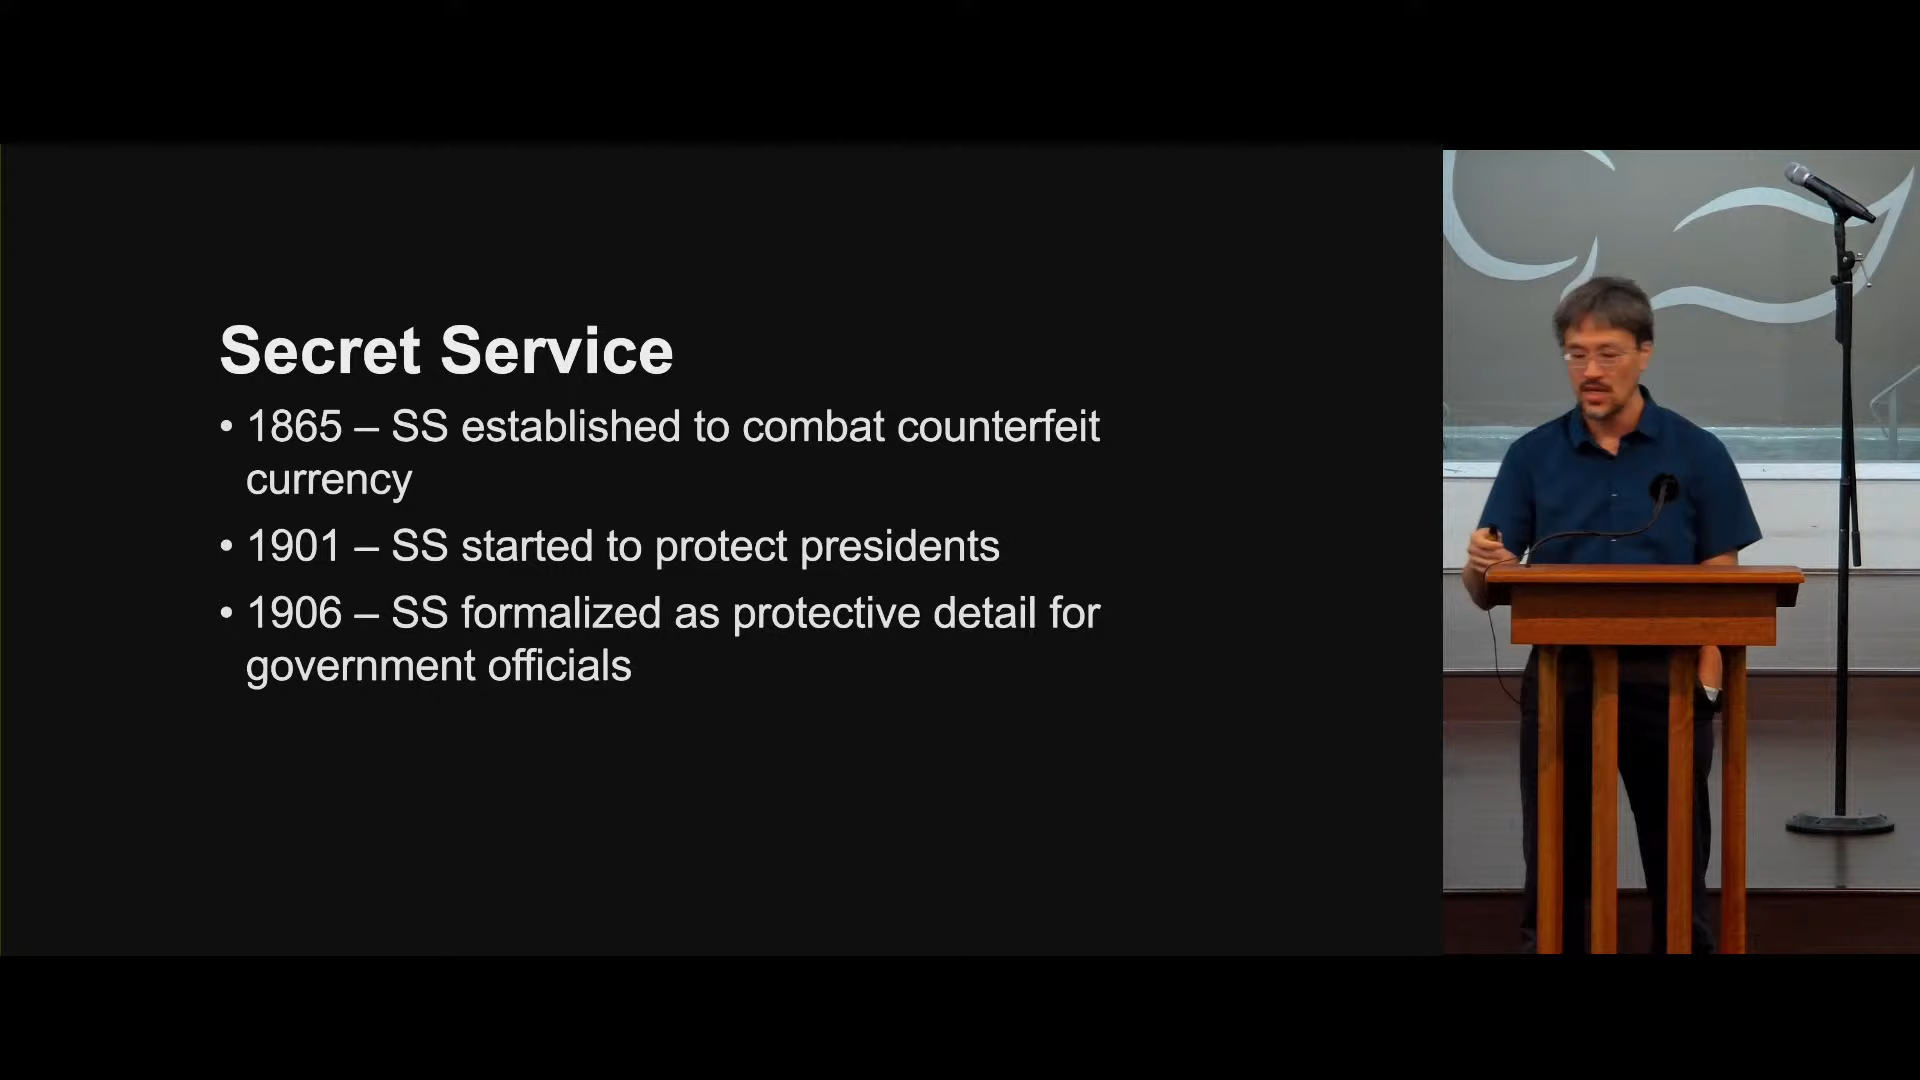 Secret Service
• 1865 – SS established to combat counterfeit
currency
• 1901 – SS started to protect presidents
• 1906 – SS formalized as protective detail for
government officials